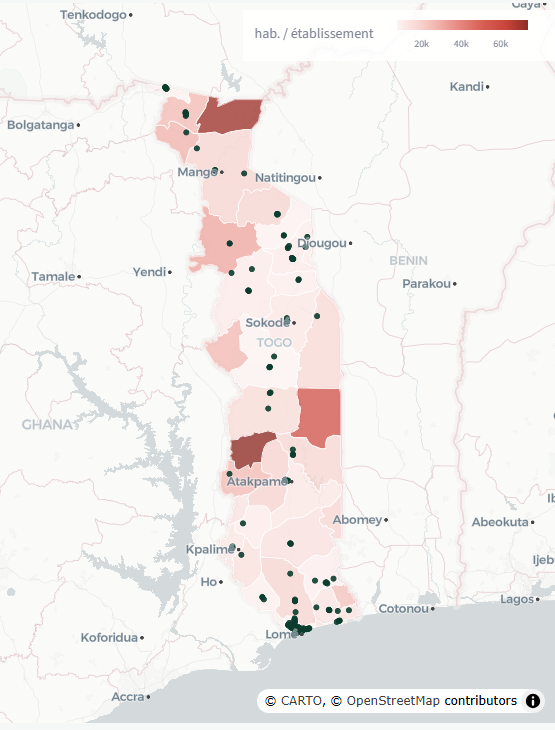 Gaya
Tenkodogo
hab. / établissement
20k 40k 60k
Kandi
Bolgatanga
Mango
Natitingou
Djougou
BENIN
Tamale
Yendi
Parakou
Sokodé
TOGO
GHANA
Atakpamé
Abomey
Abeokuta
Kpalimé
Ho
Cotonou
Lagos
Koforidua
Lomé
Accra
© CARTO, © OpenStreetMap contributors